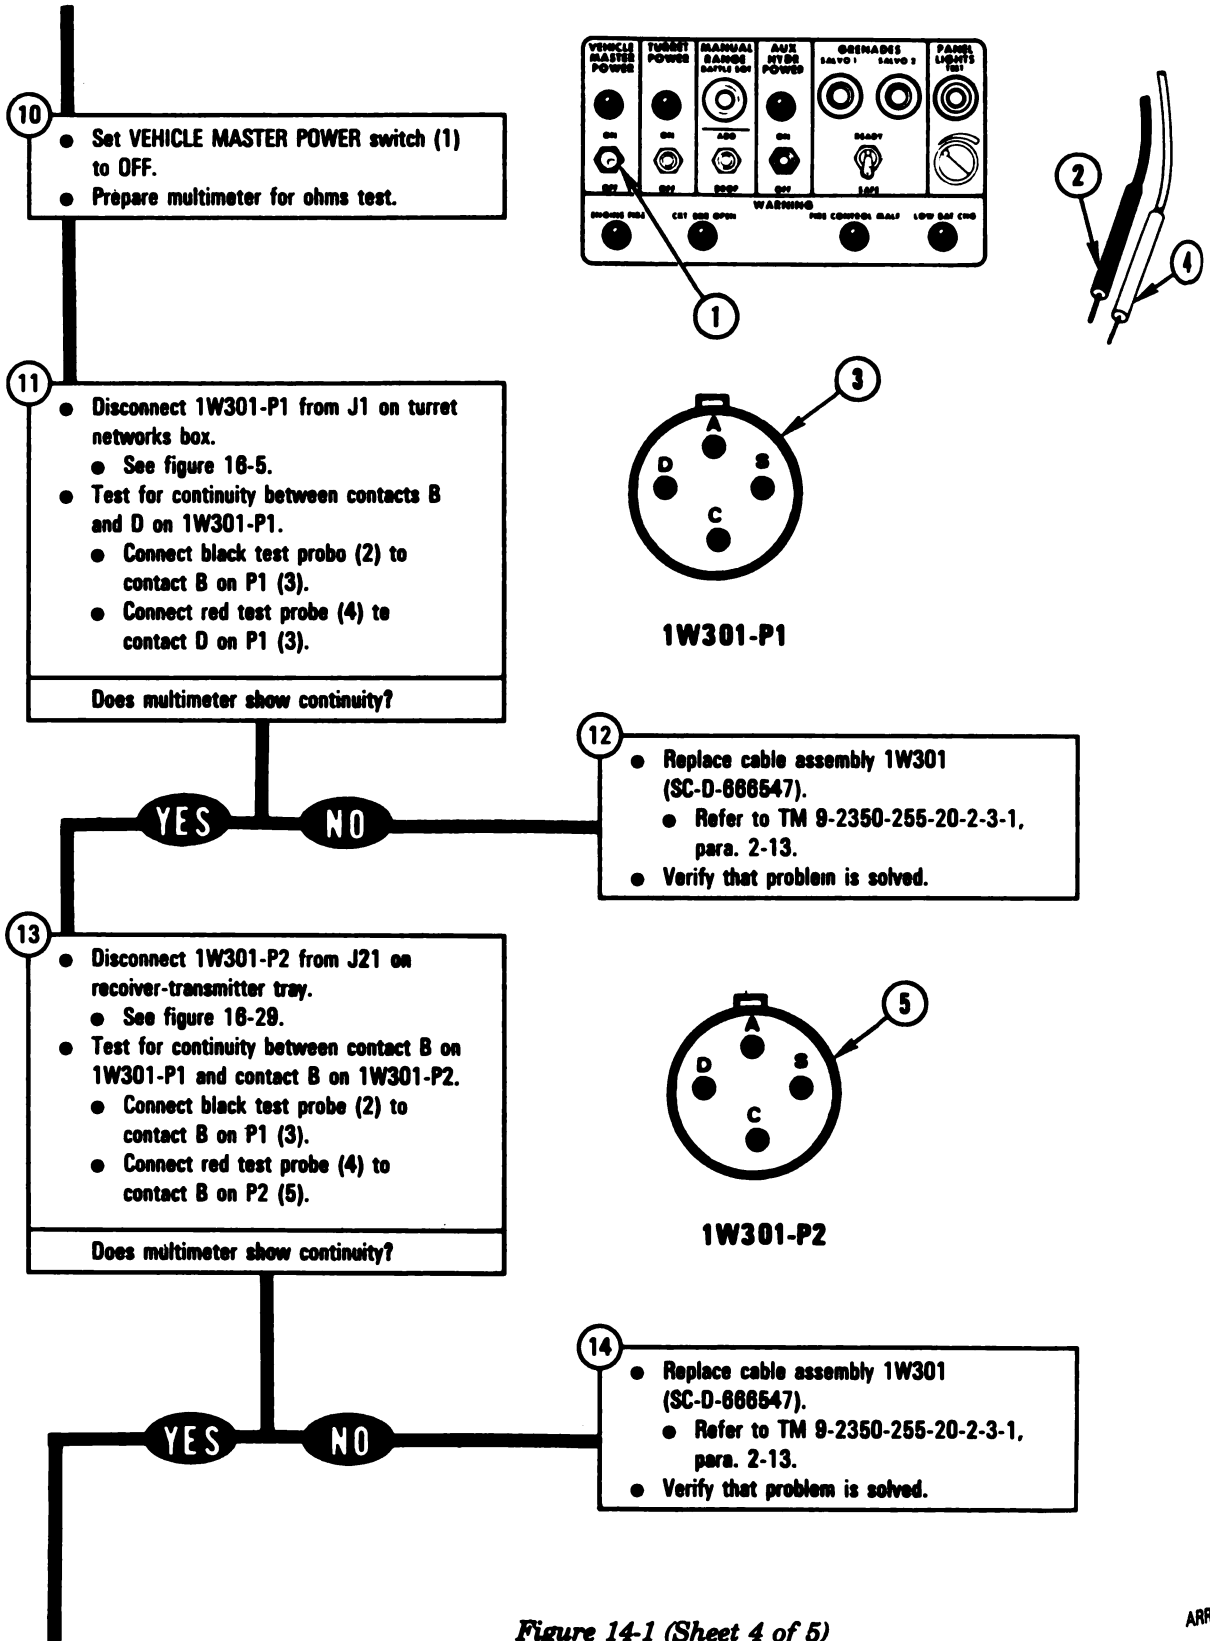 10
● Set VEHICLE MASTER POWER switch (1)
to OFF.
● Prepare multimeter for ohms test.
VEHICLE
MASTER
POWER
ON
OFF
TURRET
POWER
ON
OFF
MANUAL
RANGE
BATTLE SGT
ADD
DROP
AUX
HYDR
POWER
ON
OFF
GRENADES
SALVO 1 SALVO 2
READY
SAFE
PANEL
LIGHTS
TEST
WARNING
ENGINE FIRE CKT BKR OPEN FIRE CONTROL MALF LOW BAT CHG
1
2
4
11
● Disconnect 1W301-P1 from J1 on turret
networks box.
● See figure 16-5.
● Test for continuity between contacts B
and D on 1W301-P1.
● Connect black test probo (2) to
contact B on P1 (3).
● Connect red test probe (4) to
contact D on P1 (3).
Does multimeter show continuity?
3
A
D S
C
1W301-P1
YES NO
12
● Replace cable assembly 1W301
(SC-D-666547).
● Refer to TM 9-2350-255-20-2-3-1,
para. 2-13.
● Verify that problem is solved.
13
● Disconnect 1W301-P2 from J21 on
recoiver-transmitter tray.
● See figure 16-29.
● Test for continuity between contact B on
1W301-P1 and contact B on 1W301-P2.
● Connect black test probe (2) to
contact B on P1 (3).
● Connect red test probe (4) to
contact B on P2 (5).
Does multimeter show continuity?
5
A
D S
C
1W301-P2
YES NO
14
● Replace cable assembly 1W301
(SC-D-666547).
● Refer to TM 9-2350-255-20-2-3-1,
para. 2-13.
● Verify that problem is solved.
Figure 14-1 (Sheet 4 of 5)
ARR